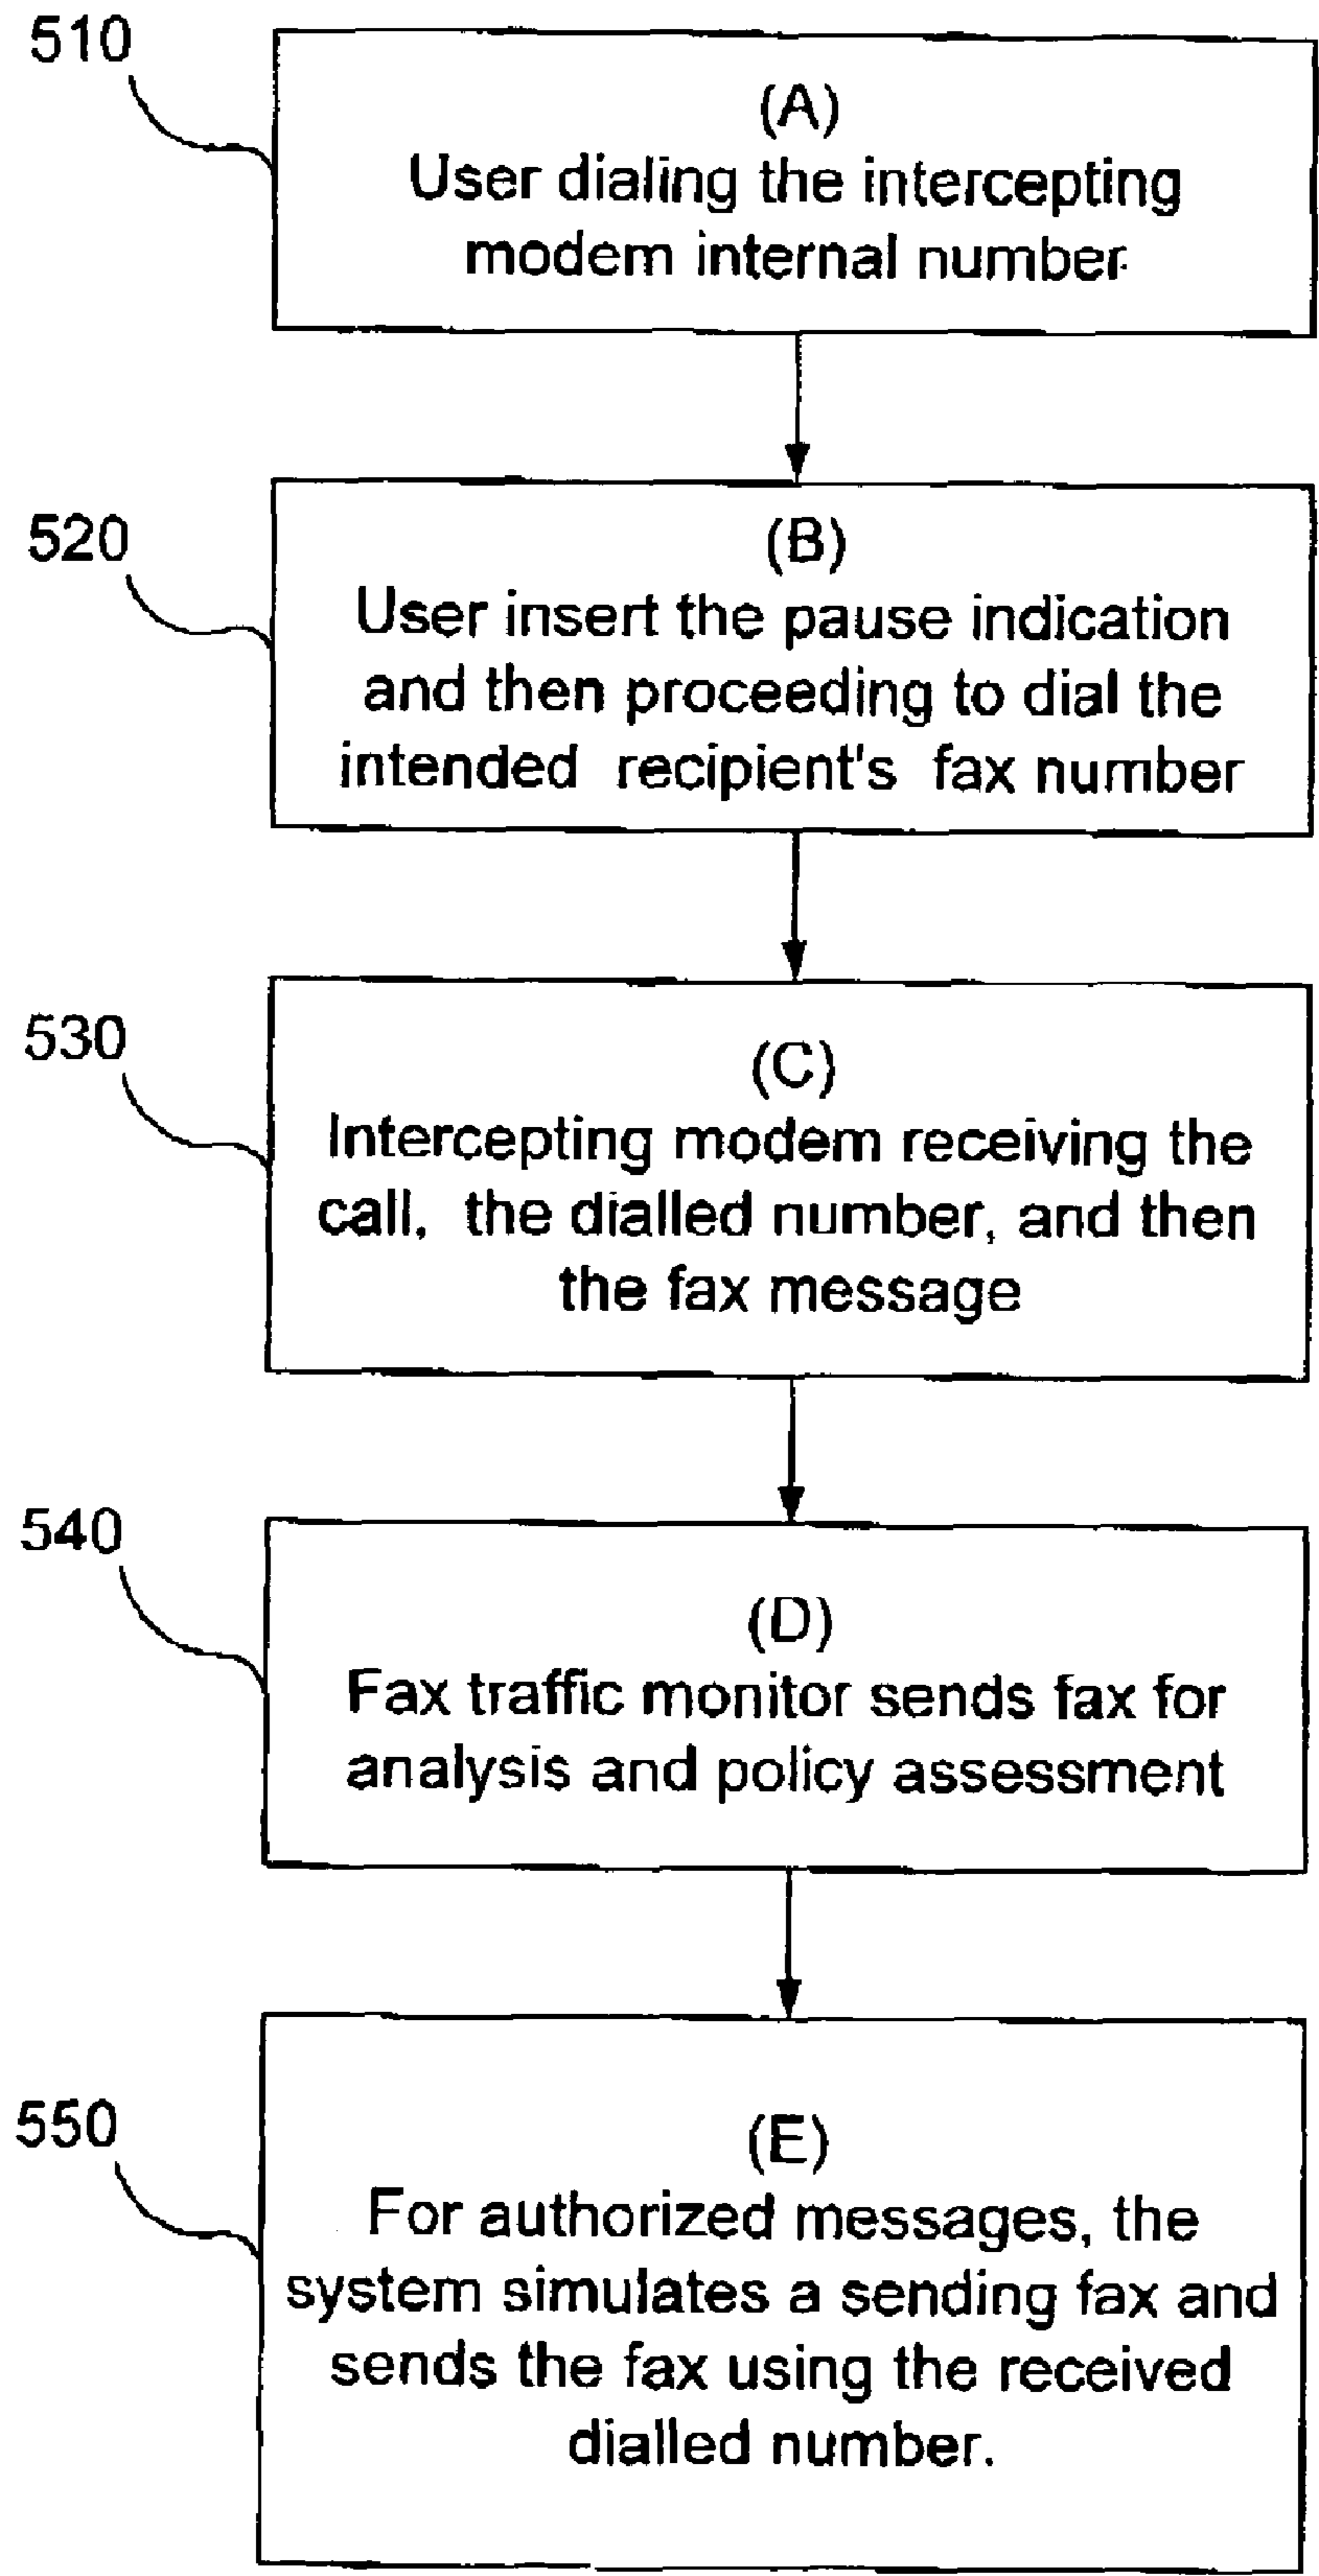 510
(A)
User dialing the intercepting
modem internal number
520
(B)
User insert the pause indication
and then proceeding to dial the
intended recipient's fax number
530
(C)
Intercepting modem receiving the
call, the dialled number, and then
the fax message
540
(D)
Fax traffic monitor sends fax for
analysis and policy assessment
550
(E)
For authorized messages, the
system simulates a sending fax and
sends the fax using the received
dialled number.